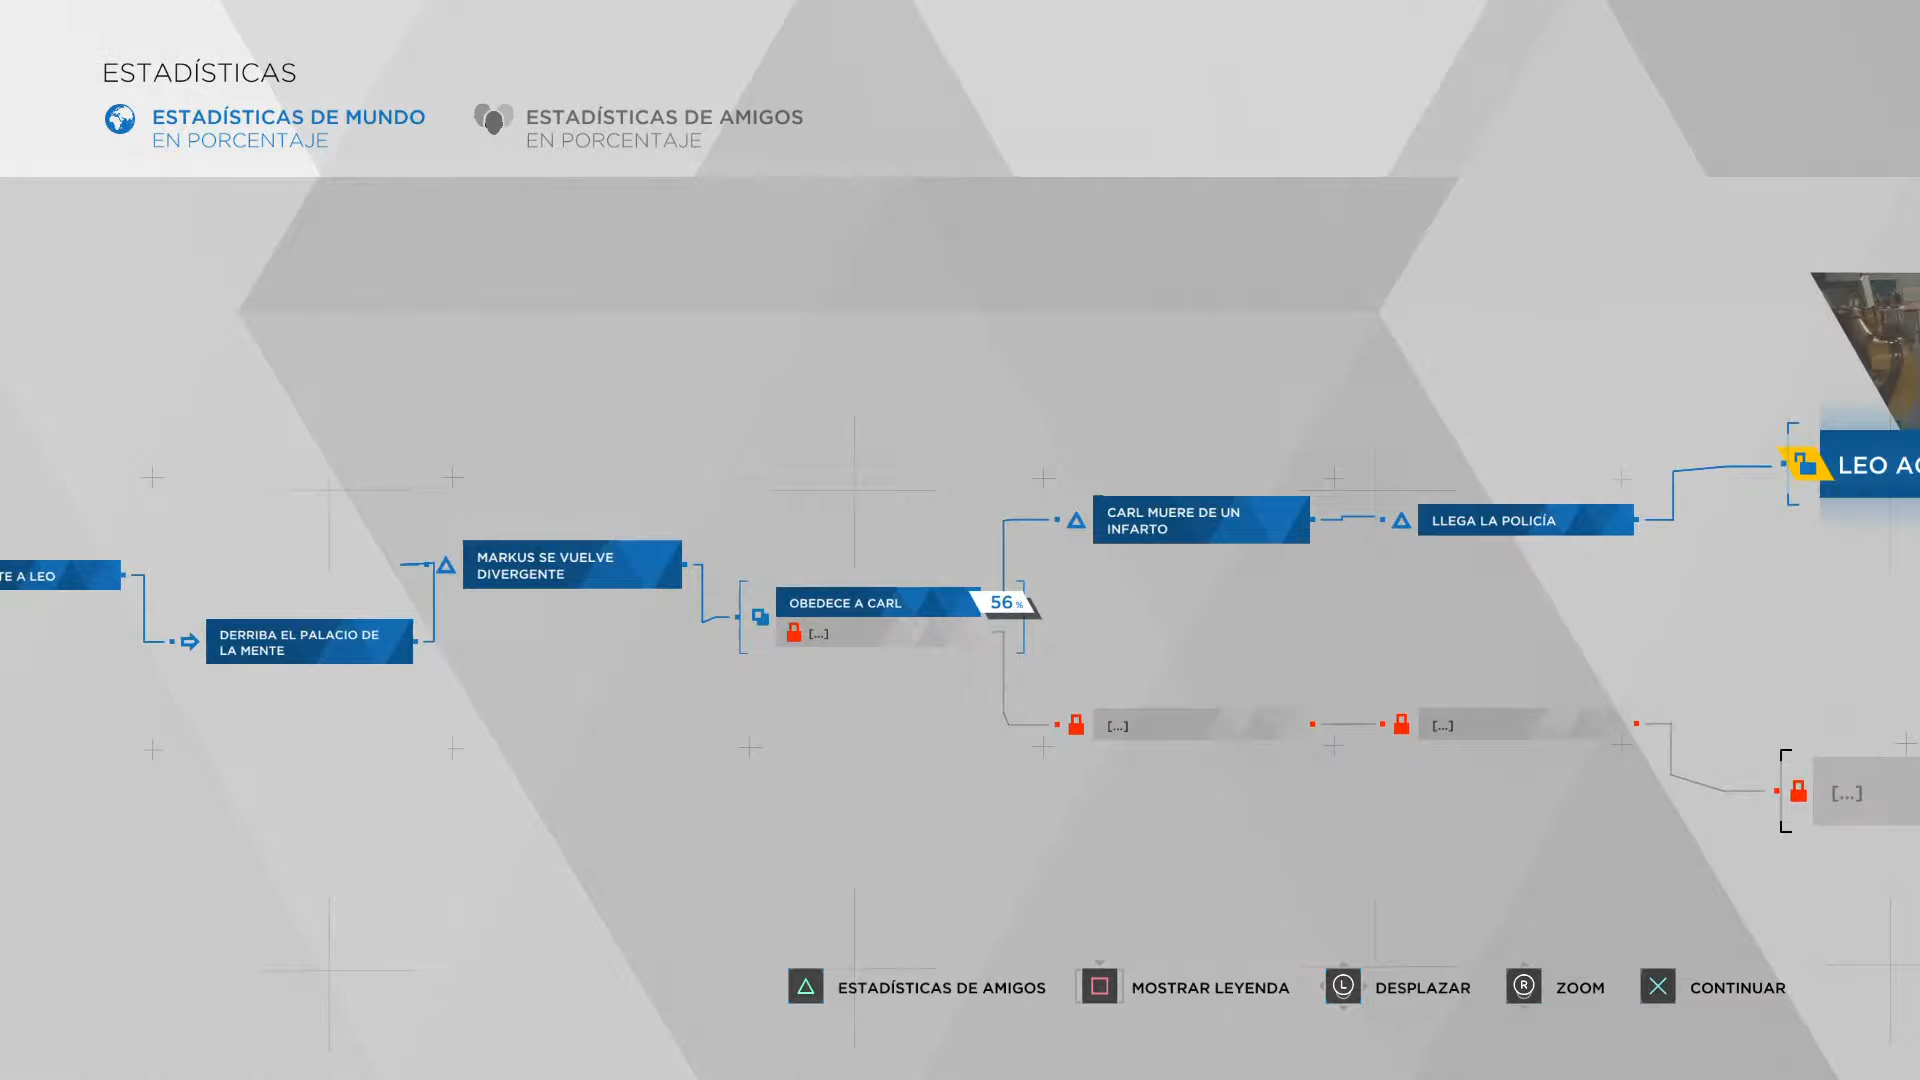 ESTADÍSTICAS
ESTADÍSTICAS DE MUNDO
EN PORCENTAJE
ESTADÍSTICAS DE AMIGOS
EN PORCENTAJE
TE A LEO
DERRIBA EL PALACIO DE
LA MENTE
MARKUS SE VUELVE
DIVERGENTE
OBEDECE A CARL
56 %
[...]
CARL MUERE DE UN
INFARTO
LLEGA LA POLICÍA
LEO AC
[...]
[...]
[...]
ESTADÍSTICAS DE AMIGOS
MOSTRAR LEYENDA
L
DESPLAZAR
R
ZOOM
CONTINUAR